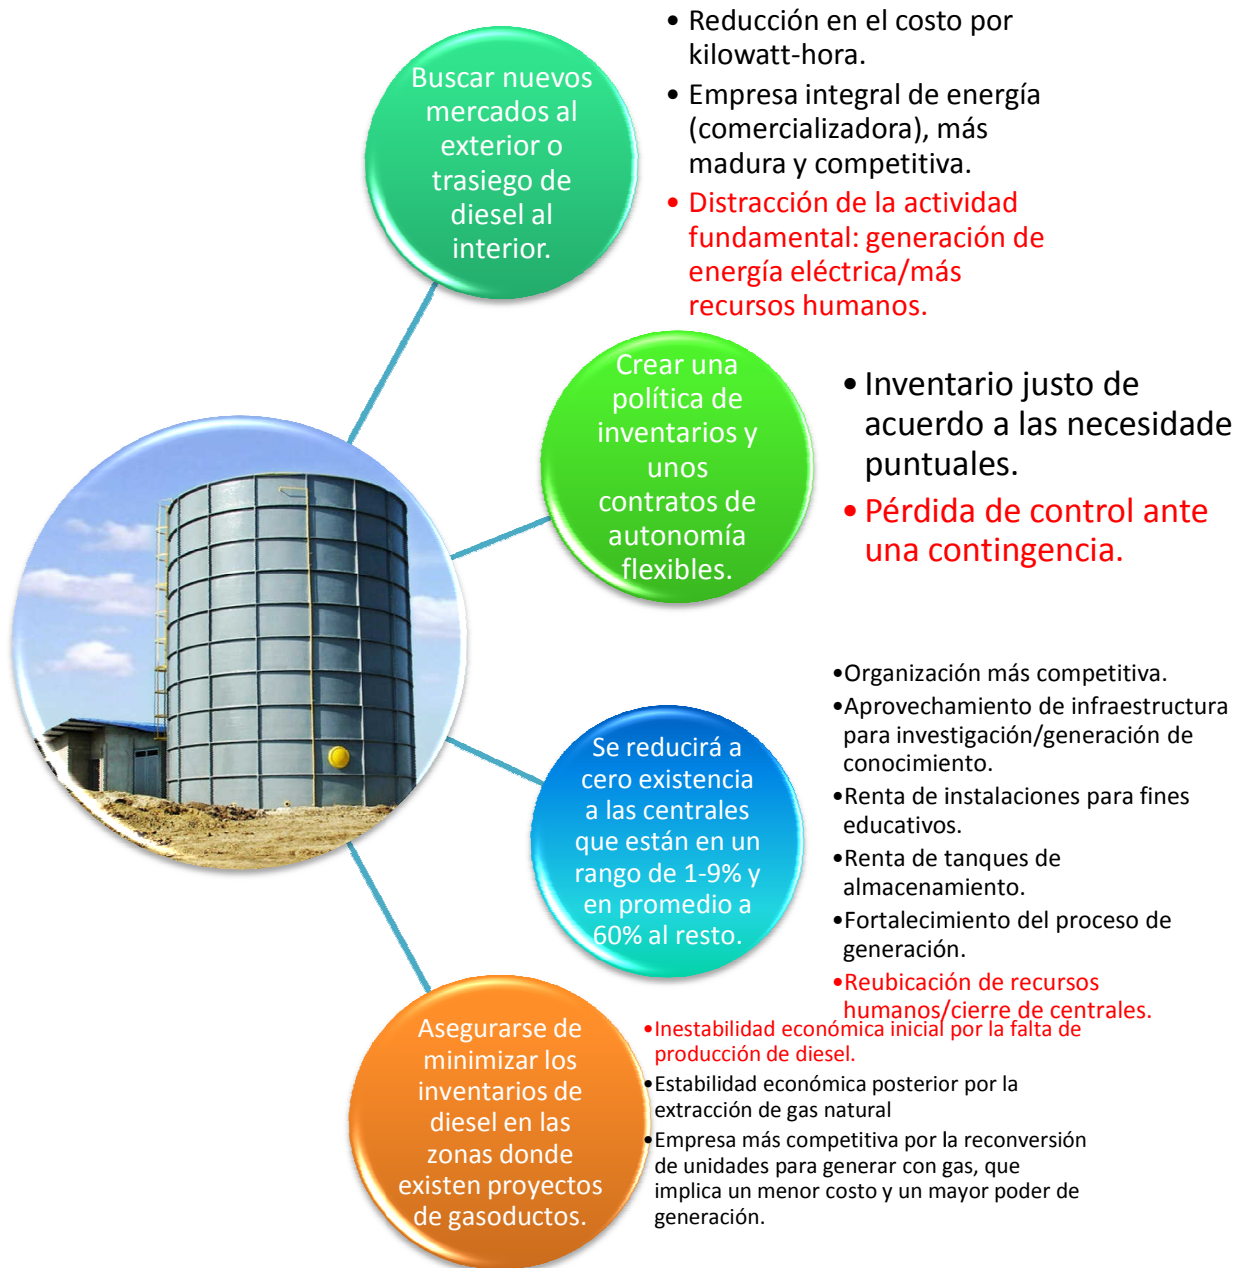 Buscar nuevos
mercados al
exterior o
trasiego de
diesel al
interior.
• Reducción en el costo por
kilowatt-hora.
• Empresa integral de energía
(comercializadora), más
madura y competitiva.
• Distracción de la actividad
fundamental: generación de
energía eléctrica/más
recursos humanos.
Crear una
política de
inventarios y
unos
contratos de
autonomía
flexibles.
• Inventario justo de
acuerdo a las necesidade
puntuales.
• Pérdida de control ante
una contingencia.
Se reducirá a
cero existencia
a las centrales
que están en un
rango de 1-9% y
en promedio a
60% al resto.
•Organización más competitiva.
•Aprovechamiento de infraestructura
para investigación/generación de
conocimiento.
•Renta de instalaciones para fines
educativos.
•Renta de tanques de
almacenamiento.
•Fortalecimiento del proceso de
generación.
•Reubicación de recursos
humanos/cierre de centrales.
Asegurarse de
minimizar los
inventarios de
diesel en las
zonas donde
existen proyectos
de gasoductos.
•Inestabilidad económica inicial por la falta de
producción de diesel.
•Estabilidad económica posterior por la
extracción de gas natural
•Empresa más competitiva por la reconversión
de unidades para generar con gas, que
implica un menor costo y un mayor poder de
generación.